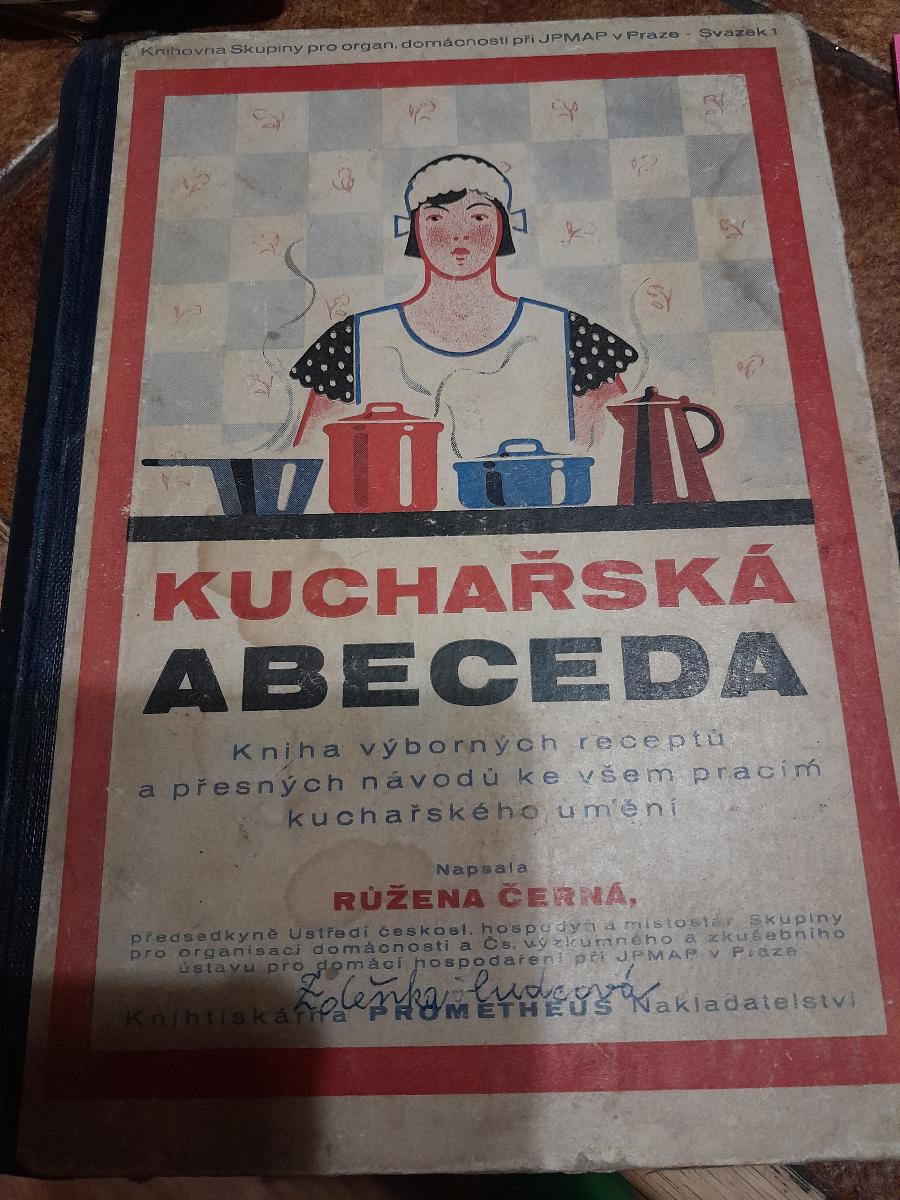 Knihovna Skupiny pro organ. domácnosti při JPMAP v Praze - Svazek 1
KUCHAŘSKÁ
ABECEDA
Kniha výborných receptů
a přesných návodů ke všem pracím
kuchařského umění
Napsala
RŮŽENA ČERNÁ,
předsedkyně Ústředí českosl. hospodyň a místostar. Skupiny
pro organisaci domácnosti a Čs. výzkumného a zkušebního
ústavu pro domácí hospodaření při JPMAP v Praze
Zdeňka
Knihtiskárna PROMETHEUS Nakladatelství